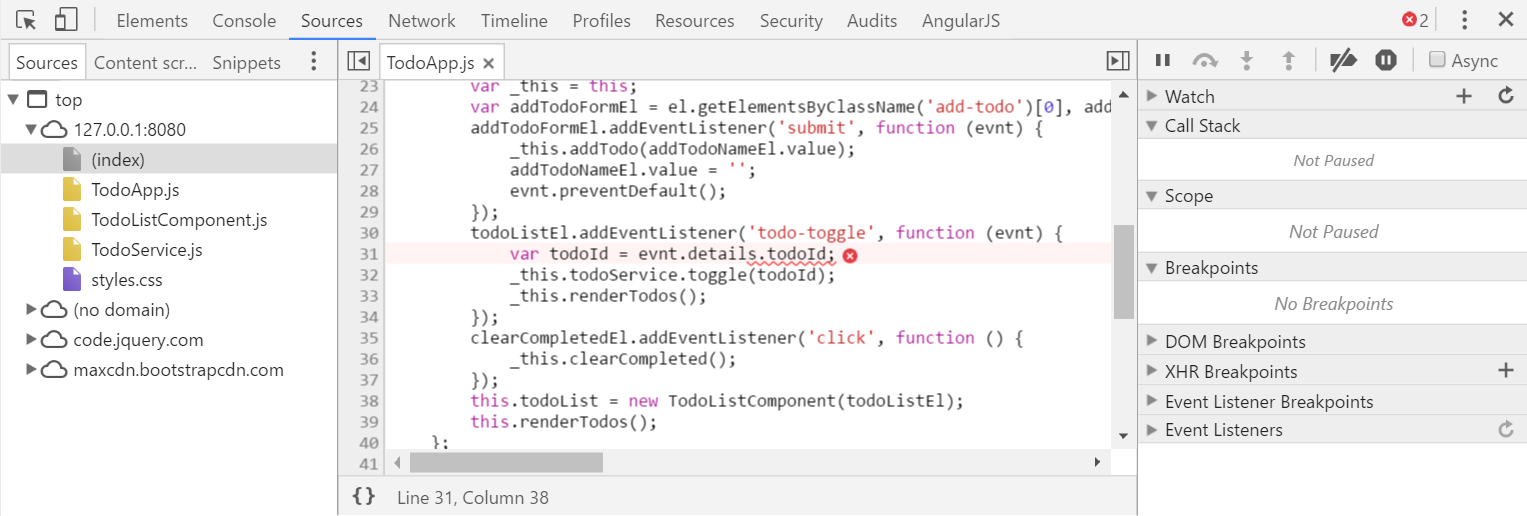 Elements Console Sources Network Timeline Profiles Resources Security Audits AngularJS 2
Sources Content scr... Snippets
top
127.0.0.1:8080
(index)
TodoApp.js
TodoListComponent.js
TodoService.js
styles.css
(no domain)
code.jquery.com
maxcdn.bootstrapcdn.com
TodoApp.js
23 var _this = this;
24 var addTodoFormEl = el.getElementsByClassName('add-todo')[0], add
25 addTodoFormEl.addEventListener('submit', function (evnt) {
26 _this.addTodo(addTodoNameEl.value);
27 addTodoNameEl.value = '';
28 evnt.preventDefault();
29 });
30 todoListEl.addEventListener('todo-toggle', function (evnt) {
31 var todoId = evnt.details.todoId;
32 _this.todoService.toggle(todoId);
33 _this.renderTodos();
34 });
35 clearCompletedEl.addEventListener('click', function () {
36 _this.clearCompleted();
37 });
38 this.todoList = new TodoListComponent(todoListEl);
39 this.renderTodos();
40 };
41
{} Line 31, Column 38
Async
Watch
Call Stack
Not Paused
Scope
Not Paused
Breakpoints
No Breakpoints
DOM Breakpoints
XHR Breakpoints
Event Listener Breakpoints
Event Listeners